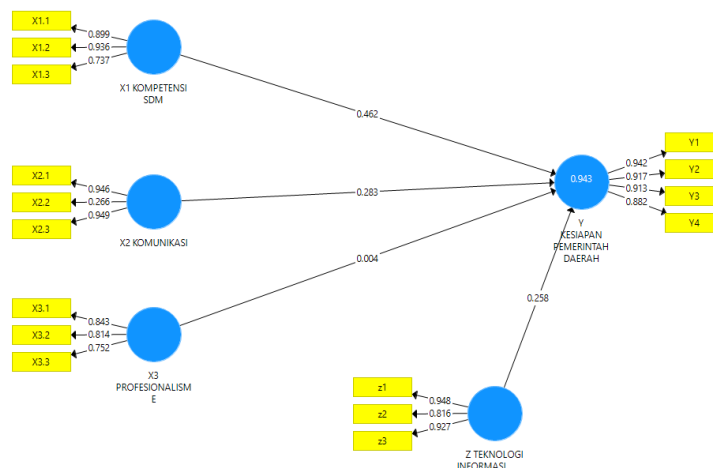 X1.1
X1.2
X1.3
0.899
0.936
0.737
X1 KOMPETENSI
SDM
0.462
X2.1
X2.2
X2.3
0.946
0.266
0.949
X2 KOMUNIKASI
0.283
X3.1
X3.2
X3.3
0.843
0.814
0.752
X3
PROFESIONALISM
E
0.004
0.943
Y
KESIAPAN
PEMERINTAH
DAERAH
0.942
0.917
0.913
0.882
Y1
Y2
Y3
Y4
0.258
z1
z2
z3
0.948
0.816
0.927
Z TEKNOLOGI
INFORMASI